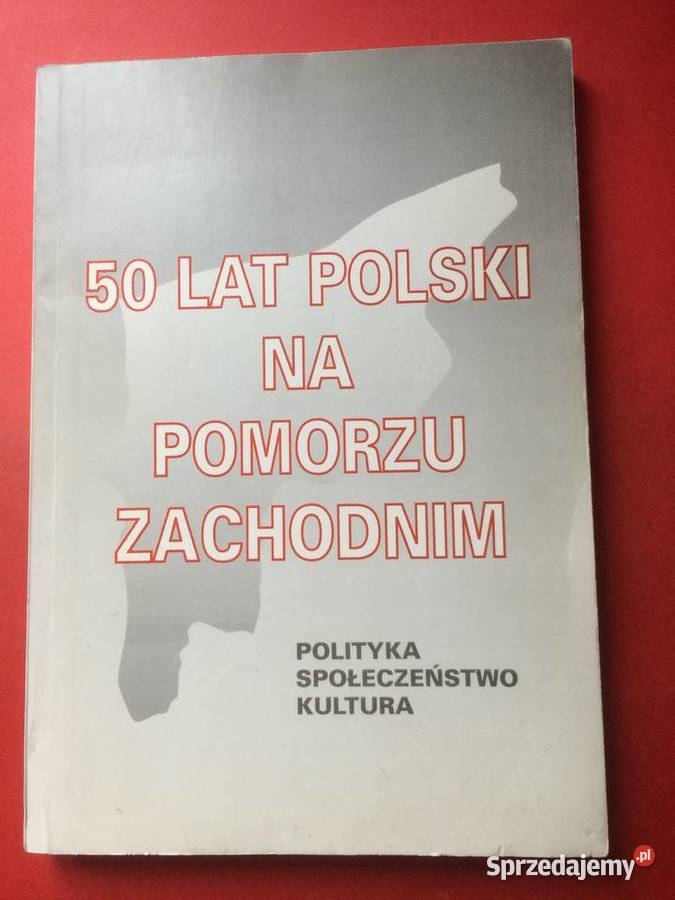 50 LAT POLSKI
NA
POMORZU
ZACHODNIM
POLITYKA
SPOŁECZEŃSTWO
KULTURA
Sprzedajemy.pl